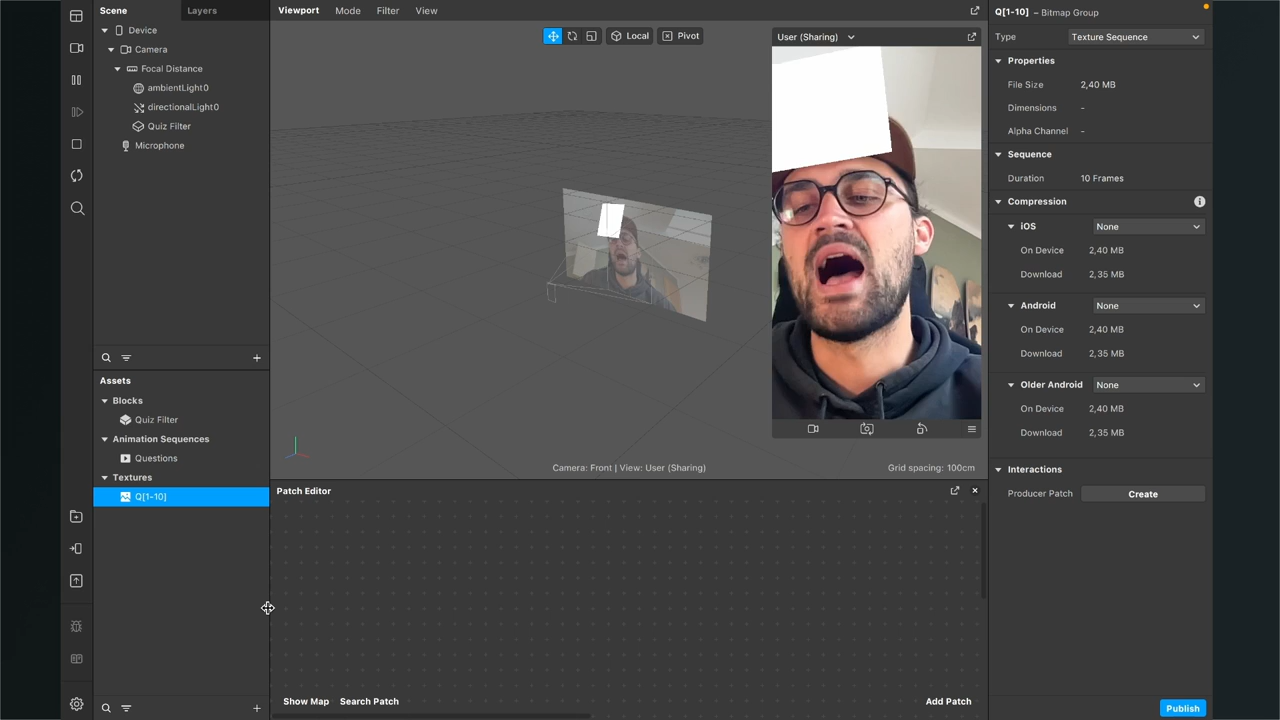 Scene
Layers
Device
Camera
Focal Distance
ambientLight0
directionalLight0
Quiz Filter
Microphone
Assets
Blocks
Quiz Filter
Animation Sequences
Questions
Textures
Q[1-10]
Viewport
Mode
Filter
View
Local
Pivot
User (Sharing)
Camera: Front | View: User (Sharing)
Grid spacing: 100cm
Patch Editor
Show Map
Search Patch
Add Patch
Q[1-10] – Bitmap Group
Type
Texture Sequence
Properties
File Size 2,40 MB
Dimensions -
Alpha Channel -
Sequence
Duration 10 Frames
Compression
iOS None
On Device 2,40 MB
Download 2,35 MB
Android None
On Device 2,40 MB
Download 2,35 MB
Older Android None
On Device 2,40 MB
Download 2,35 MB
Interactions
Producer Patch Create
Publish